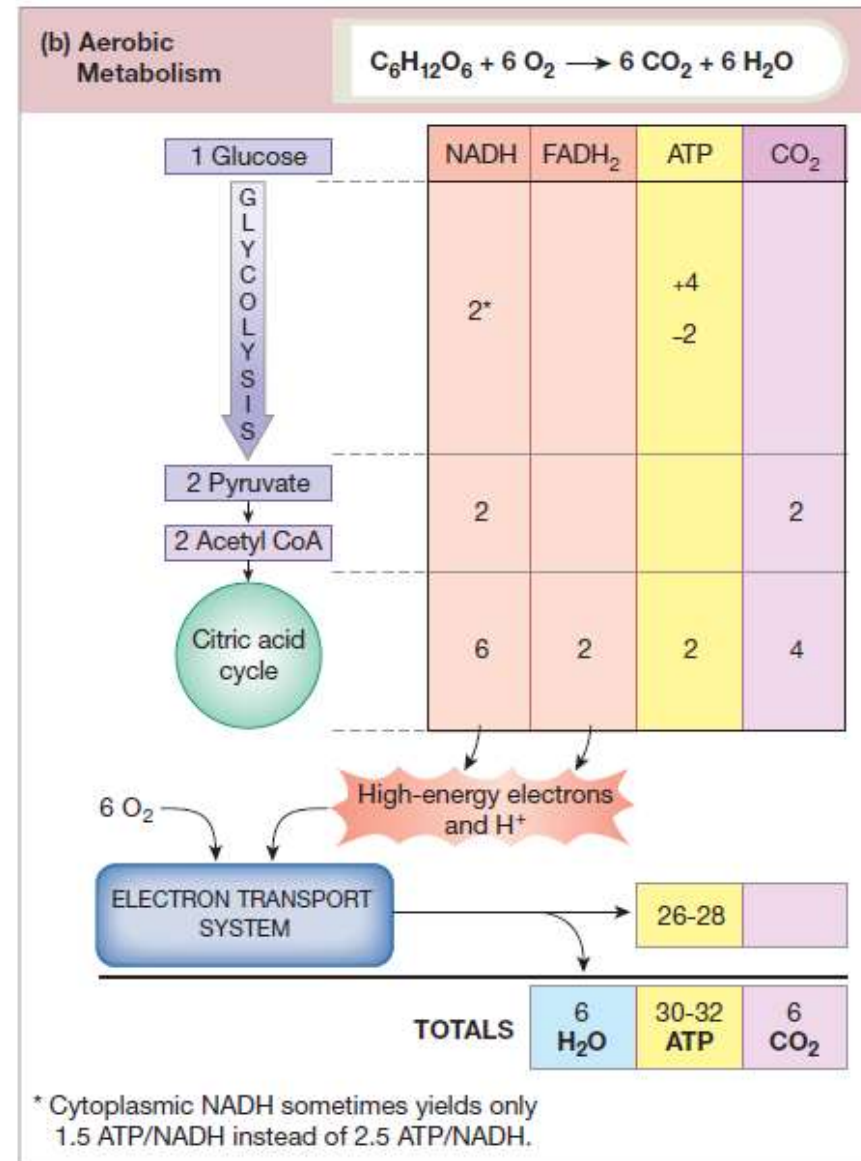 (b) Aerobic
Metabolism
C₆H₁₂O₆ + 6 O₂ ⟶ 6 CO₂ + 6 H₂O
1 Glucose
NADH FADH₂ ATP CO₂
GLYCOLYSIS
2*
+4
–2
2 Pyruvate
2 2
2 Acetyl CoA
Citric acid
cycle
6 2 2 4
High-energy electrons
and H⁺
6 O₂
ELECTRON TRANSPORT
SYSTEM
26-28
TOTALS
6
H₂O
30-32
ATP
6
CO₂
* Cytoplasmic NADH sometimes yields only
1.5 ATP/NADH instead of 2.5 ATP/NADH.